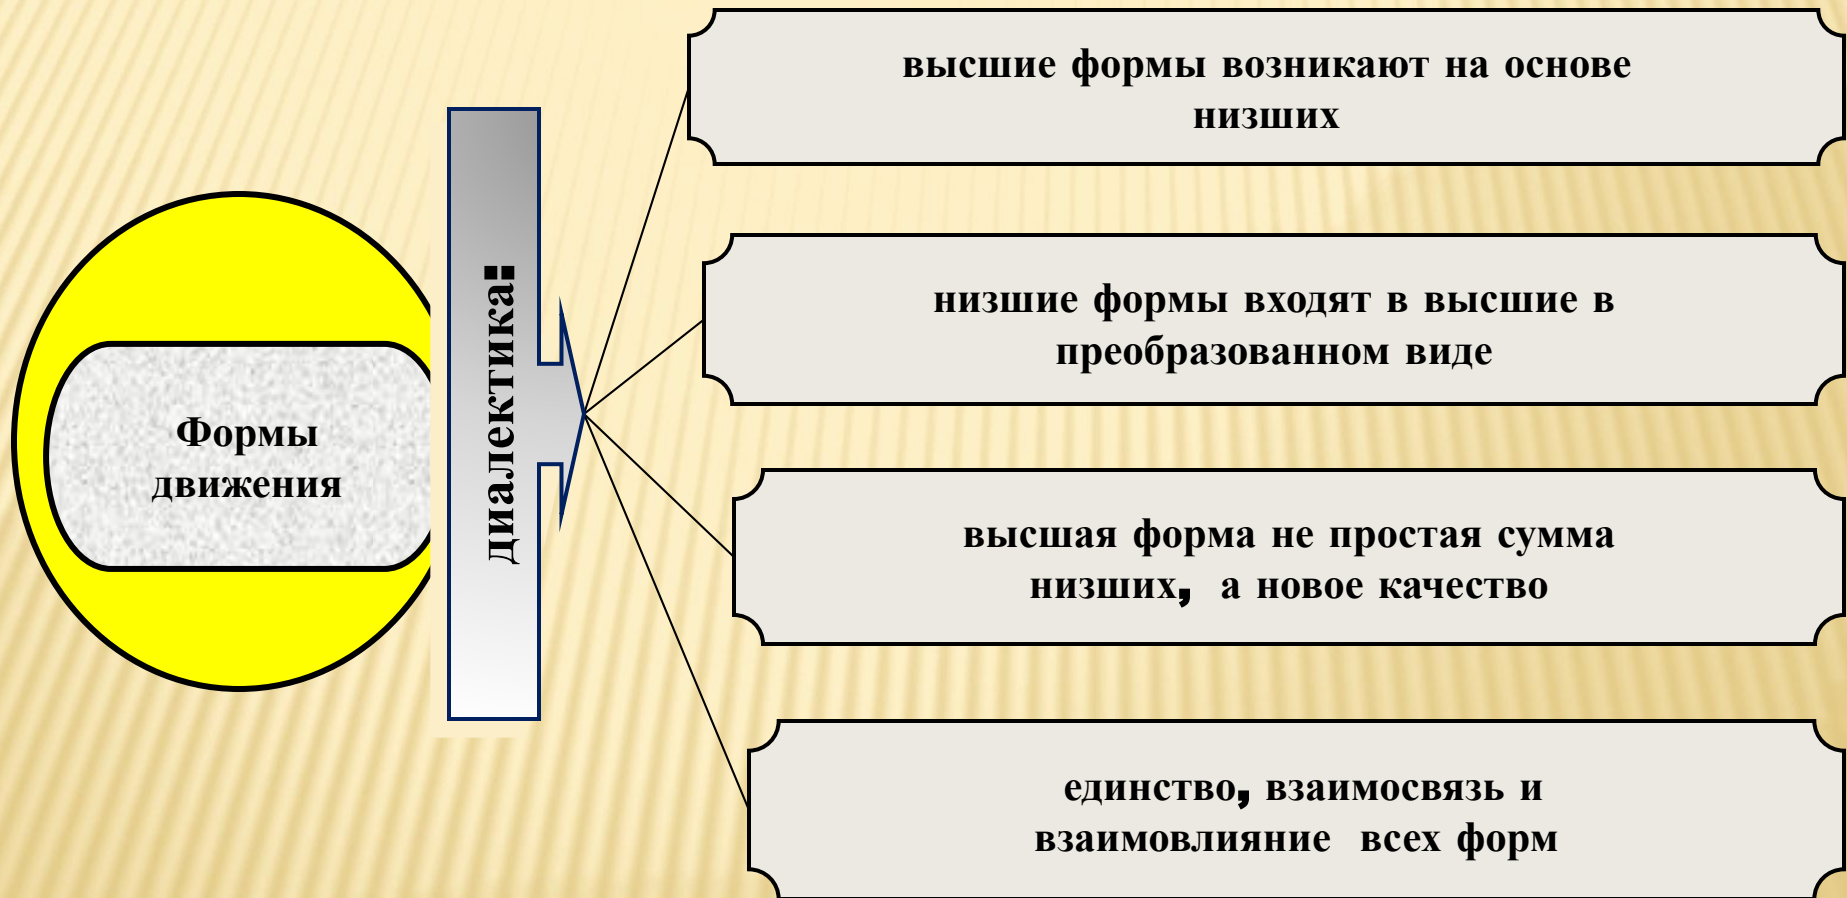 Формы
движения
диалектика:
высшие формы возникают на основе
низших
низшие формы входят в высшие в
преобразованном виде
высшая форма не простая сумма
низших, а новое качество
единство, взаимосвязь и
взаимовлияние всех форм